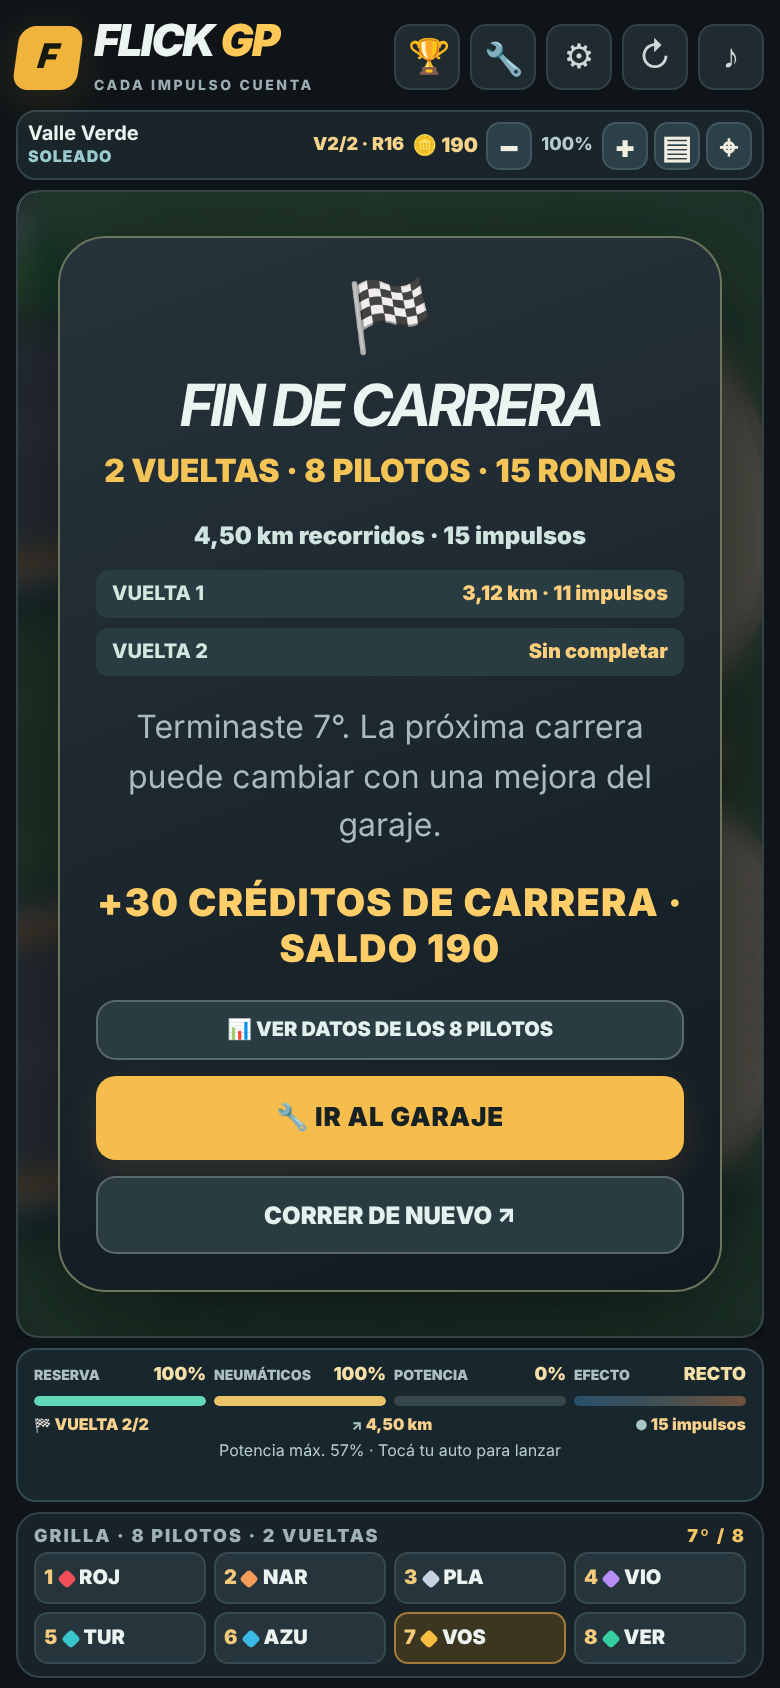 F
FLICK GP
CADA IMPULSO CUENTA
Valle Verde
SOLEADO
V2/2 · R16
190
− 100% +
FIN DE CARRERA
2 VUELTAS · 8 PILOTOS · 15 RONDAS
4,50 km recorridos · 15 impulsos
VUELTA 1 3,12 km · 11 impulsos
VUELTA 2 Sin completar
Terminaste 7°. La próxima carrera
puede cambiar con una mejora del
garaje.
+30 CRÉDITOS DE CARRERA ·
SALDO 190
VER DATOS DE LOS 8 PILOTOS
IR AL GARAJE
CORRER DE NUEVO ↗
RESERVA 100% NEUMÁTICOS 100% POTENCIA 0% EFECTO RECTO
VUELTA 2/2 ↗ 4,50 km ● 15 impulsos
Potencia máx. 57% · Tocá tu auto para lanzar
GRILLA · 8 PILOTOS · 2 VUELTAS 7° / 8
1 ROJ 2 NAR 3 PLA 4 VIO
5 TUR 6 AZU 7 VOS 8 VER